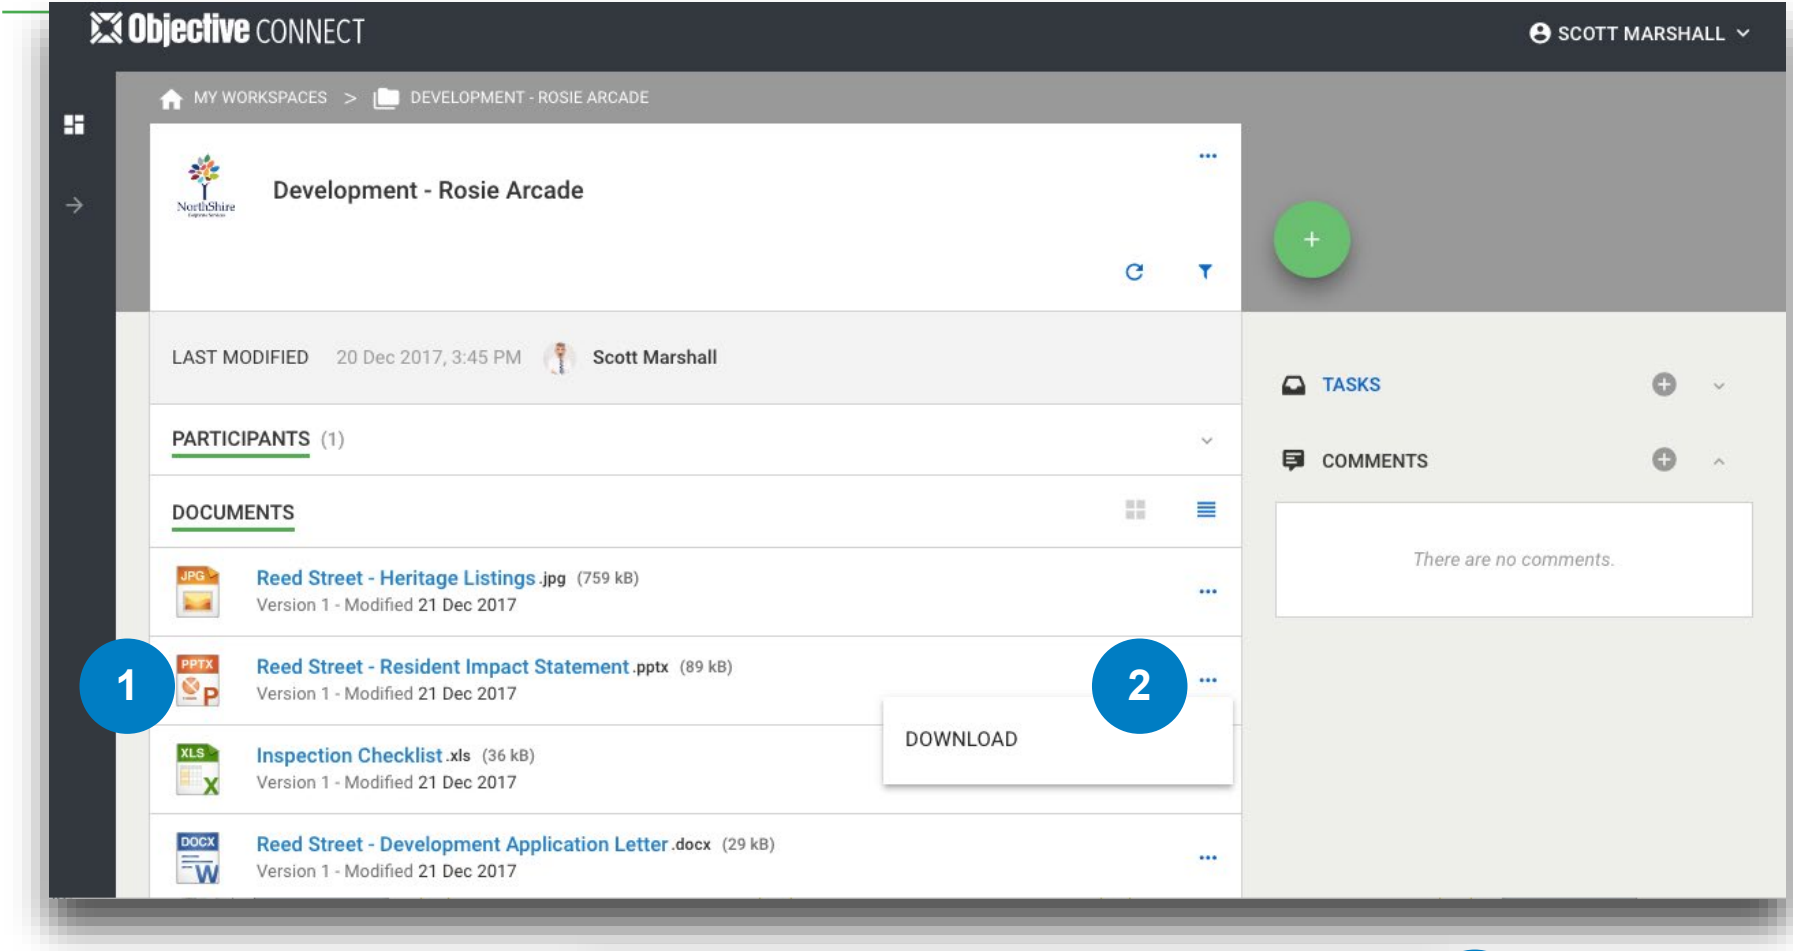 Objective CONNECT
SCOTT MARSHALL
MY WORKSPACES > DEVELOPMENT - ROSIE ARCADE
NorthShire
Development - Rosie Arcade
+
LAST MODIFIED 20 Dec 2017, 3:45 PM Scott Marshall
TASKS
PARTICIPANTS (1)
COMMENTS
DOCUMENTS
There are no comments.
JPG
Reed Street - Heritage Listings.jpg (759 kB)
Version 1 - Modified 21 Dec 2017
1
PPTX
P
Reed Street - Resident Impact Statement.pptx (89 kB)
Version 1 - Modified 21 Dec 2017
2
DOWNLOAD
XLS
X
Inspection Checklist.xls (36 kB)
Version 1 - Modified 21 Dec 2017
DOCX
W
Reed Street - Development Application Letter.docx (29 kB)
Version 1 - Modified 21 Dec 2017